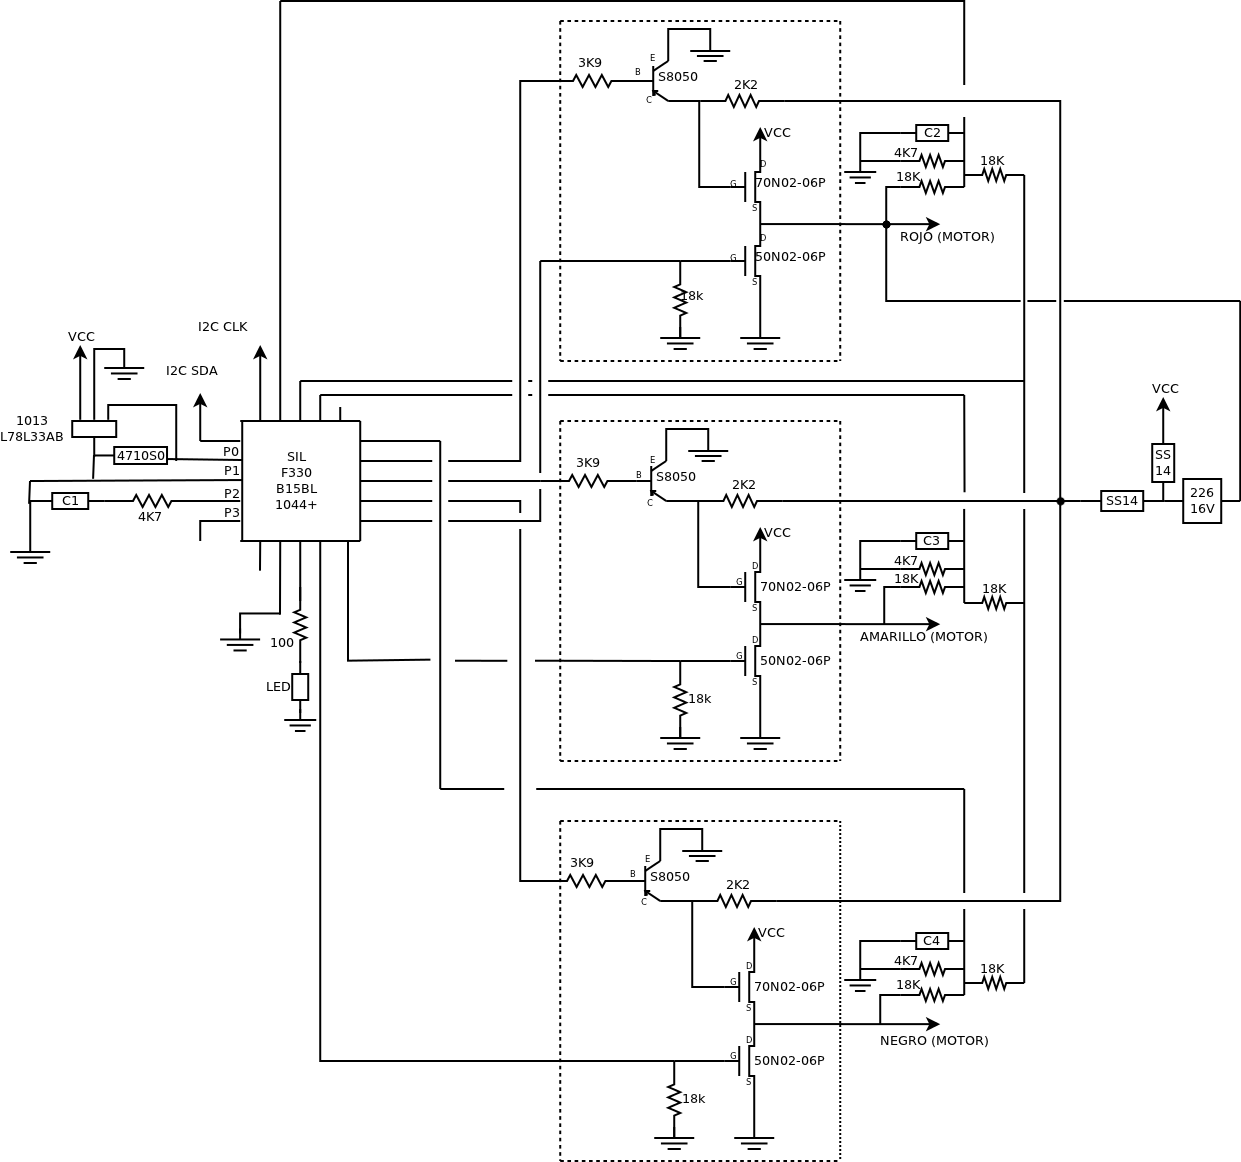 3K9
E
B
S8050
C
2K2
VCC
D
G
70N02-06P
S
D
G
50N02-06P
S
18k
C2
4K7
18K
18K
ROJO (MOTOR)
I2C CLK
VCC
I2C SDA
1013
L78L33AB
4710S0
P0
P1
P2
P3
C1
4K7
SIL
F330
B15BL
1044+
100
LED
3K9
E
B
S8050
C
2K2
VCC
D
G
70N02-06P
S
D
G
50N02-06P
S
18k
C3
4K7
18K
18K
AMARILLO (MOTOR)
VCC
SS
14
SS14
226
16V
3K9
E
B
S8050
C
2K2
VCC
D
G
70N02-06P
S
D
G
50N02-06P
S
18k
C4
4K7
18K
18K
NEGRO (MOTOR)